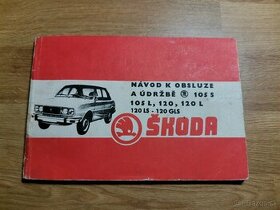 NÁVOD K OBSLUZE
A ÚDRŽBĚ 105 S
105 L, 120, 120 L
120 LS - 120 GLS
ŠKODA